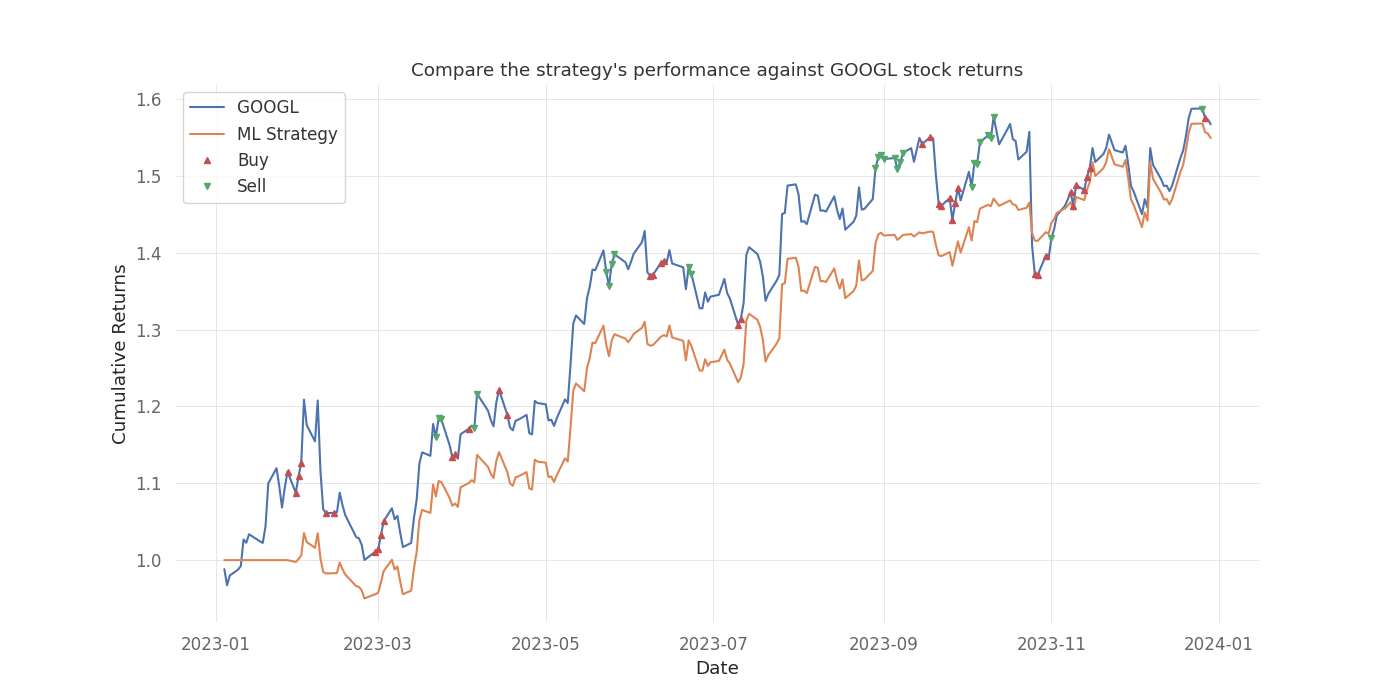 Compare the strategy's performance against GOOGL stock returns
GOOGL
ML Strategy
Buy
Sell
Cumulative Returns
1.6
1.5
1.4
1.3
1.2
1.1
1.0
2023-01
2023-03
2023-05
2023-07
2023-09
2023-11
2024-01
Date